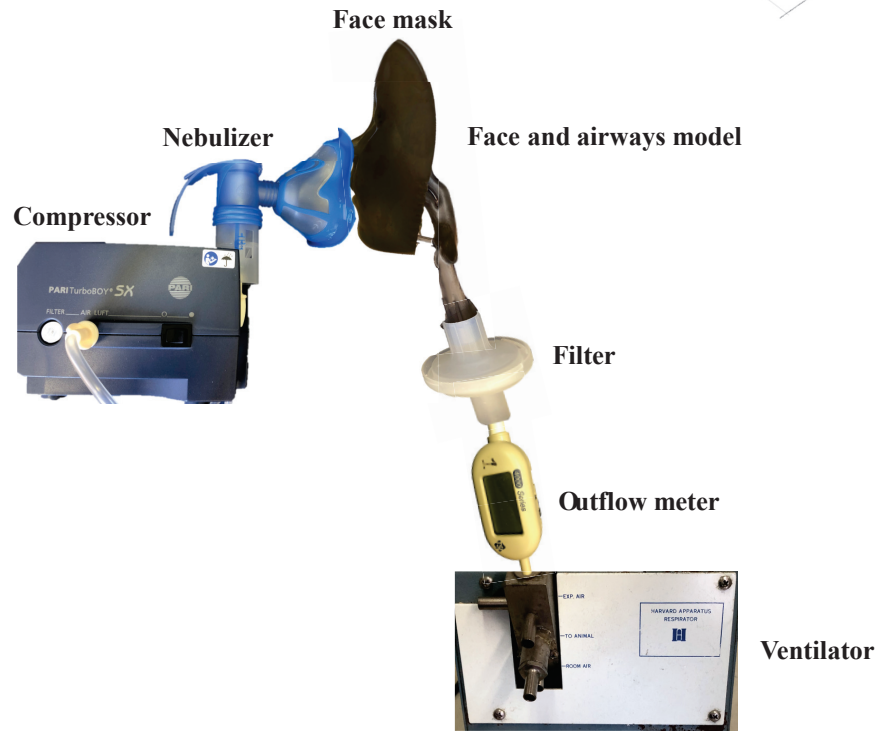 Face mask
Nebulizer
Face and airways model
Compressor
PARI TurboBOY® SX
PARI
FILTER AIR LUFT
Filter
Series
Outflow meter
EXP. AIR
HARVARD APPARATUS
RESPIRATOR
TO ANIMAL
ROOM AIR
Ventilator